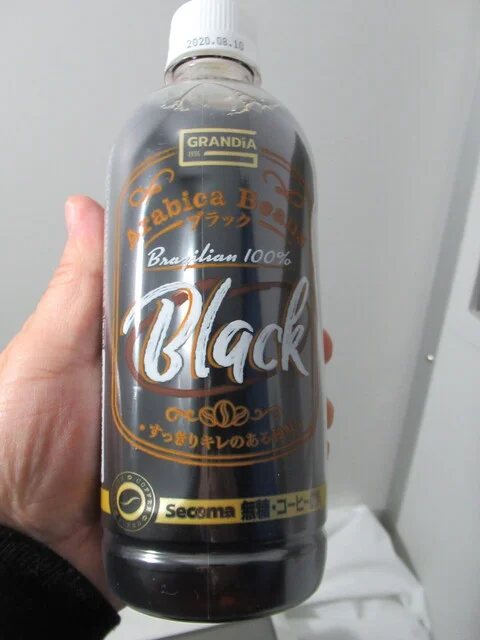 2020.08.10
GRANDiA
Arabica Beans
ブラック
Brazilian 100%
Black
・すっきりキレのある
Secoma 無糖・コーヒー